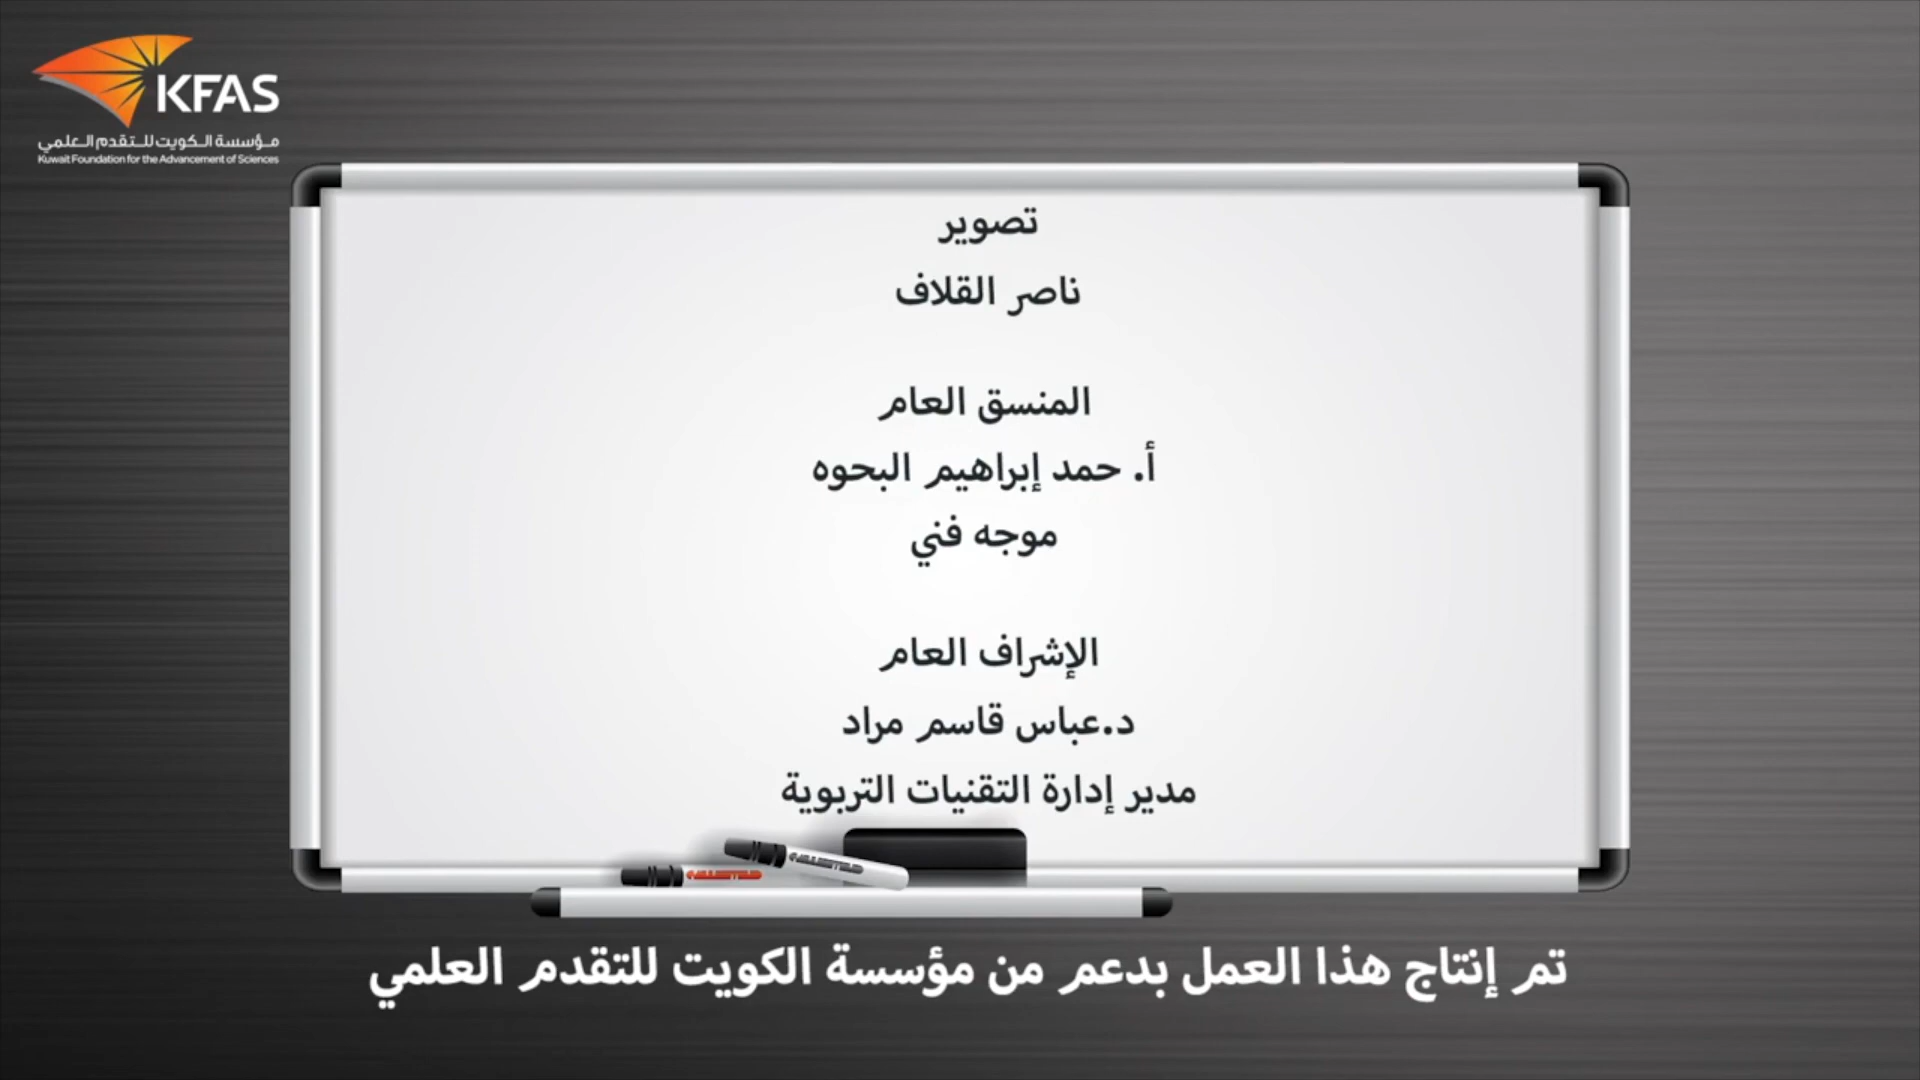 KFAS
مؤسسة الكويت للتقدم العلمي
Kuwait Foundation for the Advancement of Sciences
تصوير
ناصر القلاف
المنسق العام
أ. حمد إبراهيم البحوه
موجه فني
الإشراف العام
د.عباس قاسم مراد
مدير إدارة التقنيات التربوية
تم إنتاج هذا العمل بدعم من مؤسسة الكويت للتقدم العلمي